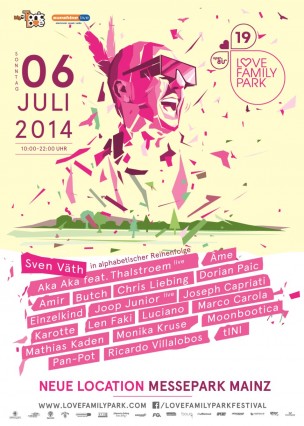 SONNTAG
06
JULI
2014
10:00-22:00 UHR
19
LOVE
FAMILY
PARK
Sven Väth in alphabetischer Reihenfolge
Aka Aka feat. Thalstroem live Âme
Amir Butch Chris Liebing Dorian Paic
Einzelkind Joop Junior live Joseph Capriati
Karotte Len Faki Luciano Marco Carola
Mathias Kaden Monika Kruse Moonbootica
Pan-Pot Ricardo Villalobos tINI
NEUE LOCATION MESSEPARK MAINZ
WWW.LOVEFAMILYPARK.COM /LOVEFAMILYPARKFESTIVAL